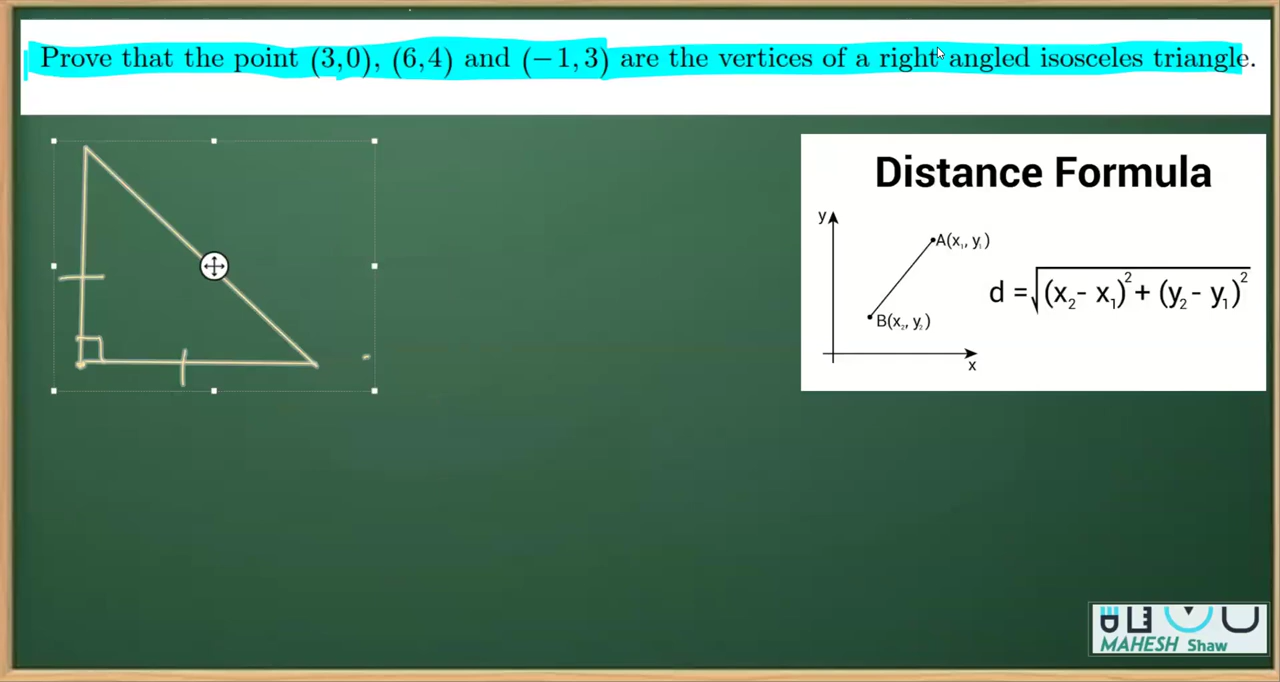 Prove that the point (3,0), (6,4) and (−1,3) are the vertices of a right angled isosceles triangle.
Distance Formula
y
A(x₁, y₁)
d = √(x₂ - x₁)² + (y₂ - y₁)²
B(x₂, y₂)
x
MAHESH Shaw